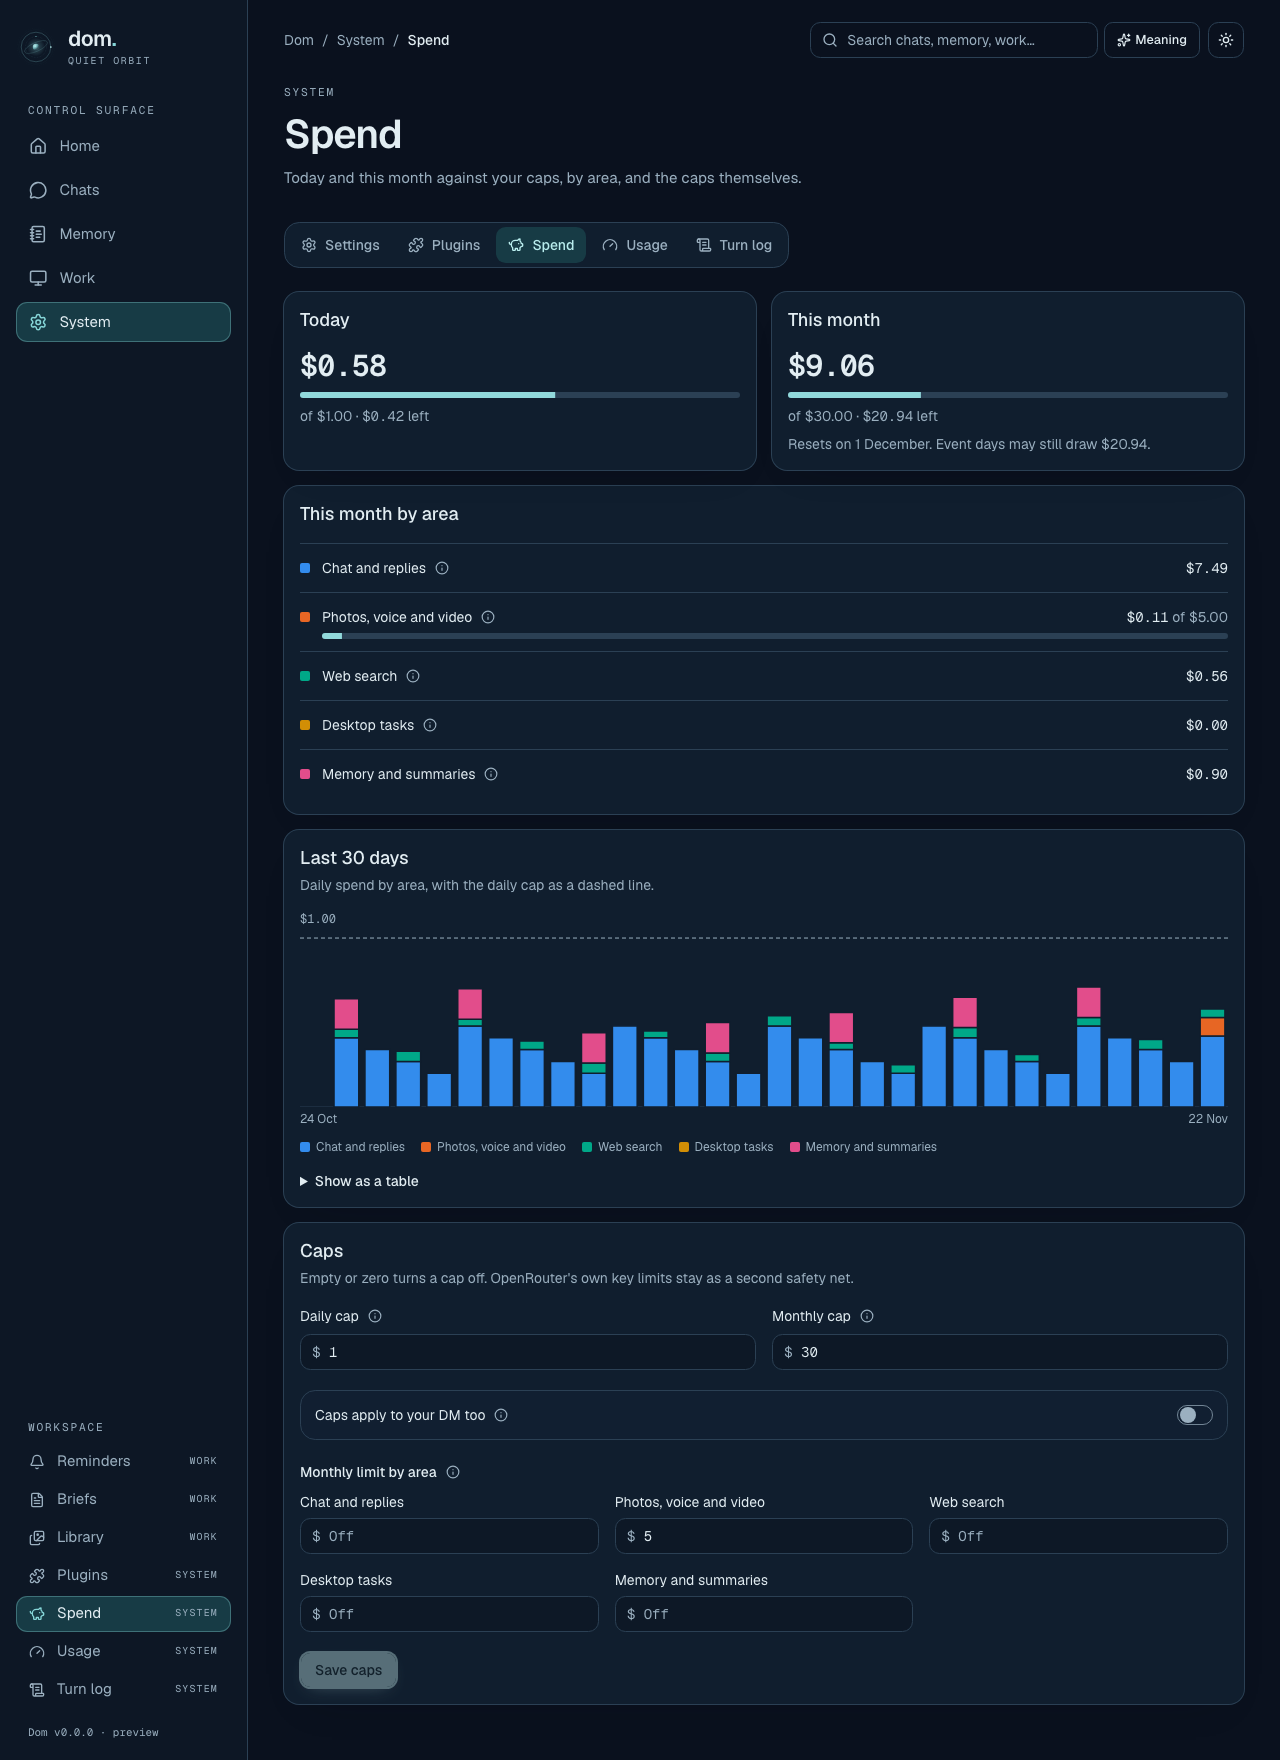 dom.
QUIET ORBIT
CONTROL SURFACE
Home
Chats
Memory
Work
System
WORKSPACE
Reminders WORK
Briefs WORK
Library WORK
Plugins SYSTEM
Spend SYSTEM
Usage SYSTEM
Turn log SYSTEM
Dom v0.0.0 · preview
Dom / System / Spend
Search chats, memory, work...
Meaning
SYSTEM
Spend
Today and this month against your caps, by area, and the caps themselves.
Settings Plugins Spend Usage Turn log
Today
$0.58
of $1.00 · $0.42 left
This month
$9.06
of $30.00 · $20.94 left
Resets on 1 December. Event days may still draw $20.94.
This month by area
Chat and replies $7.49
Photos, voice and video $0.11 of $5.00
Web search $0.56
Desktop tasks $0.00
Memory and summaries $0.90
Last 30 days
Daily spend by area, with the daily cap as a dashed line.
$1.00
24 Oct 22 Nov
Chat and replies Photos, voice and video Web search Desktop tasks Memory and summaries
Show as a table
Caps
Empty or zero turns a cap off. OpenRouter's own key limits stay as a second safety net.
Daily cap Monthly cap
$ 1 $ 30
Caps apply to your DM too
Monthly limit by area
Chat and replies Photos, voice and video Web search
$ Off $ 5 $ Off
Desktop tasks Memory and summaries
$ Off $ Off
Save caps